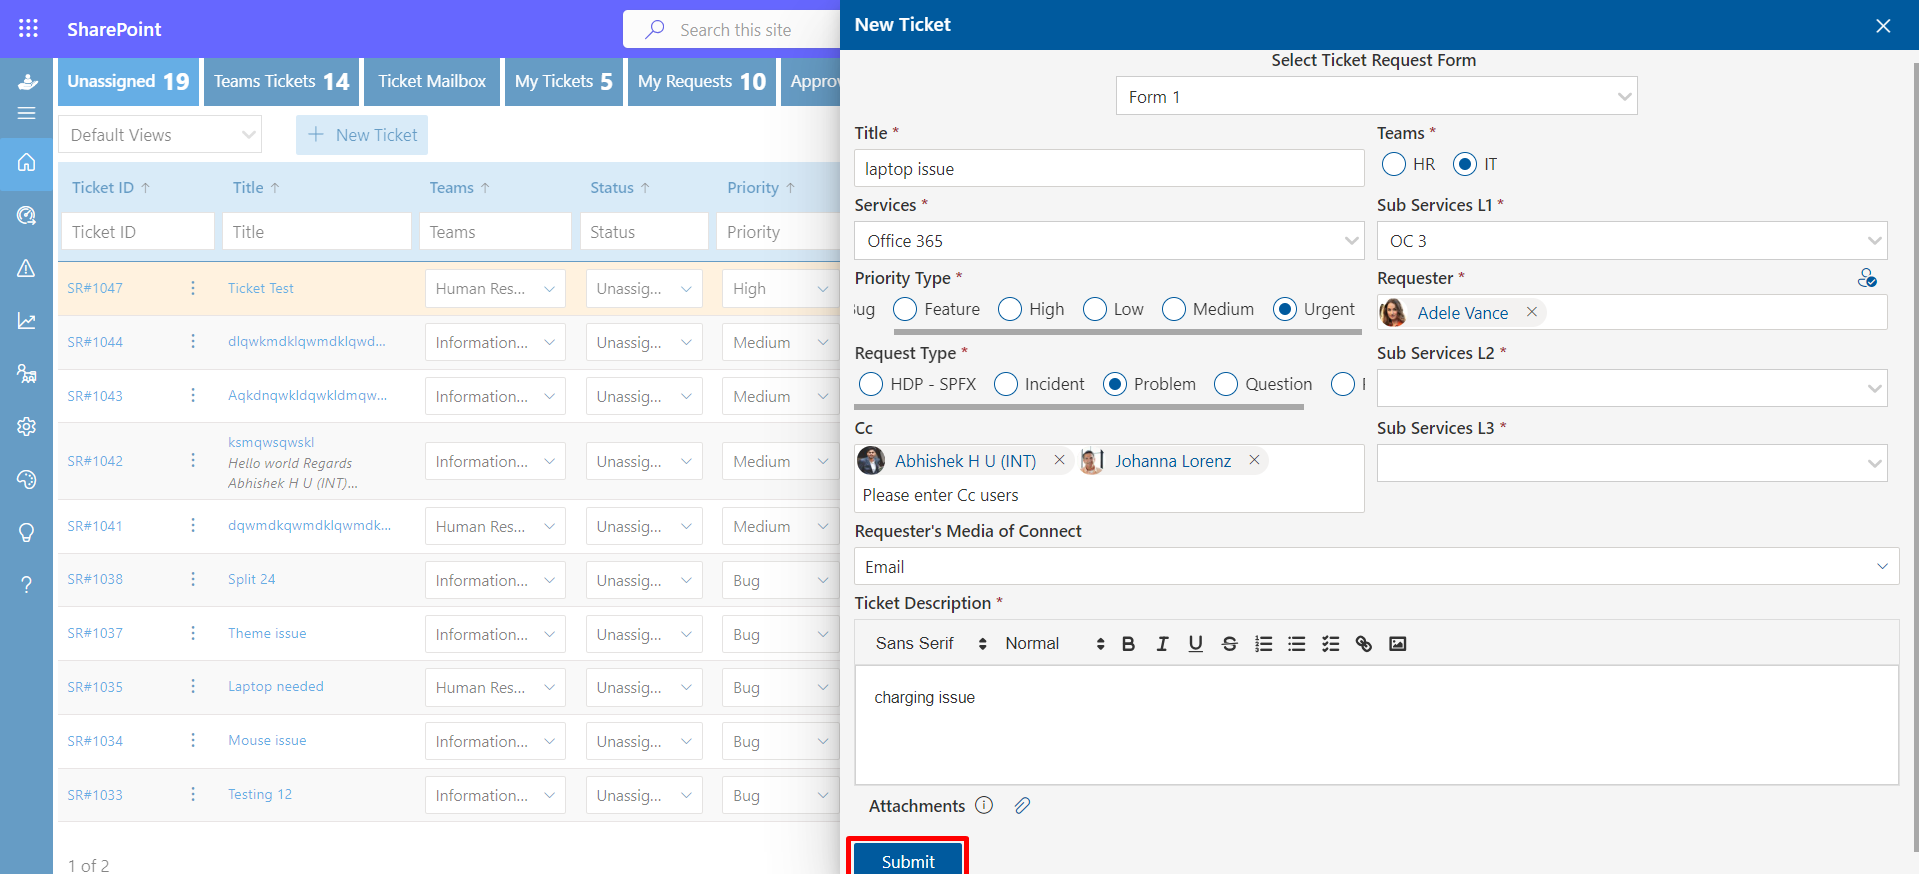 SharePoint
Search this site
Unassigned 19
Teams Tickets 14
Ticket Mailbox
My Tickets 5
My Requests 10
Approv
Default Views
New Ticket
Ticket ID ↑ Title ↑ Teams ↑ Status ↑ Priority ↑
Ticket ID Title Teams Status Priority
SR#1047 Ticket Test Human Res... Unassig... High
SR#1044 dlqwkmdklqwmdklqwd... Information... Unassig... Medium
SR#1043 Aqkdnqwkldqwkldmqw... Information... Unassig... Medium
ksmqwsqwskl
SR#1042 Hello world Regards Information... Unassig... Medium
Abhishek H U (INT)...
SR#1041 dqwmdkqwmdklqwmdk... Human Res... Unassig... Medium
SR#1038 Split 24 Information... Unassig... Bug
SR#1037 Theme issue Information... Unassig... Bug
SR#1035 Laptop needed Human Res... Unassig... Bug
SR#1034 Mouse issue Information... Unassig... Bug
SR#1033 Testing 12 Information... Unassig... Bug
1 of 2
New Ticket
Select Ticket Request Form
Form 1
Title * Teams *
laptop issue HR IT
Services * Sub Services L1 *
Office 365 OC 3
Priority Type * Requester *
ug Feature High Low Medium Urgent Adele Vance
Request Type * Sub Services L2 *
HDP - SPFX Incident Problem Question
Cc Sub Services L3 *
Abhishek H U (INT) Johanna Lorenz
Please enter Cc users
Requester's Media of Connect
Email
Ticket Description *
Sans Serif Normal B I U S
charging issue
Attachments
Submit